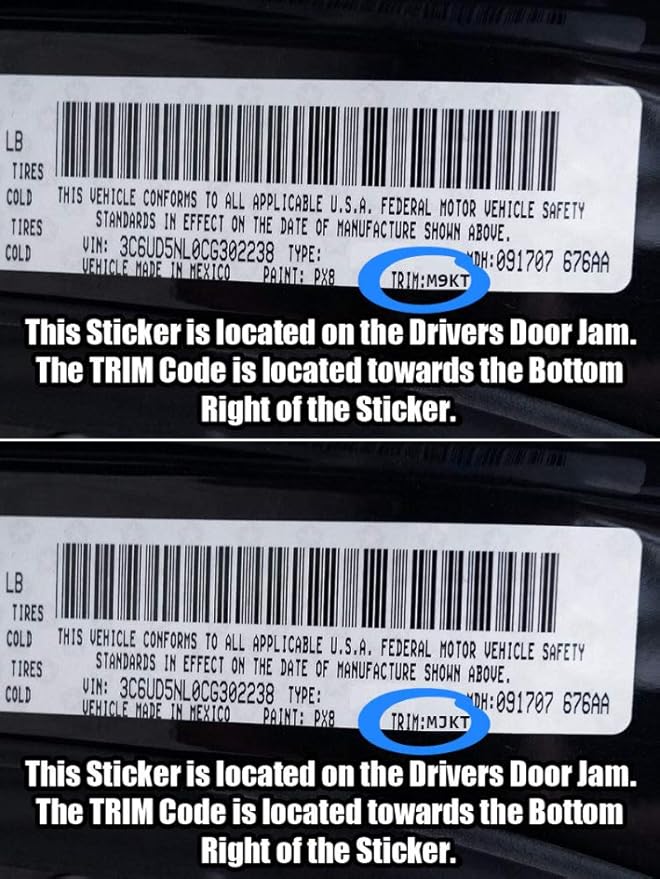 LB
TIRES
COLD THIS VEHICLE CONFORMS TO ALL APPLICABLE U.S.A. FEDERAL MOTOR VEHICLE SAFETY
TIRES STANDARDS IN EFFECT ON THE DATE OF MANUFACTURE SHOWN ABOVE.
COLD VIN: 3C6UD5NL0CG302238 TYPE: MDH:091707 676AA
VEHICLE MADE IN MEXICO PAINT: PX8 TRIM:M9KT
This Sticker is located on the Drivers Door Jam.
The TRIM Code is located towards the Bottom
Right of the Sticker.
LB
TIRES
COLD THIS VEHICLE CONFORMS TO ALL APPLICABLE U.S.A. FEDERAL MOTOR VEHICLE SAFETY
TIRES STANDARDS IN EFFECT ON THE DATE OF MANUFACTURE SHOWN ABOVE.
COLD VIN: 3C6UD5NL0CG302238 TYPE: MDH:091707 676AA
VEHICLE MADE IN MEXICO PAINT: PX8 TRIM:MJKT
This Sticker is located on the Drivers Door Jam.
The TRIM Code is located towards the Bottom
Right of the Sticker.